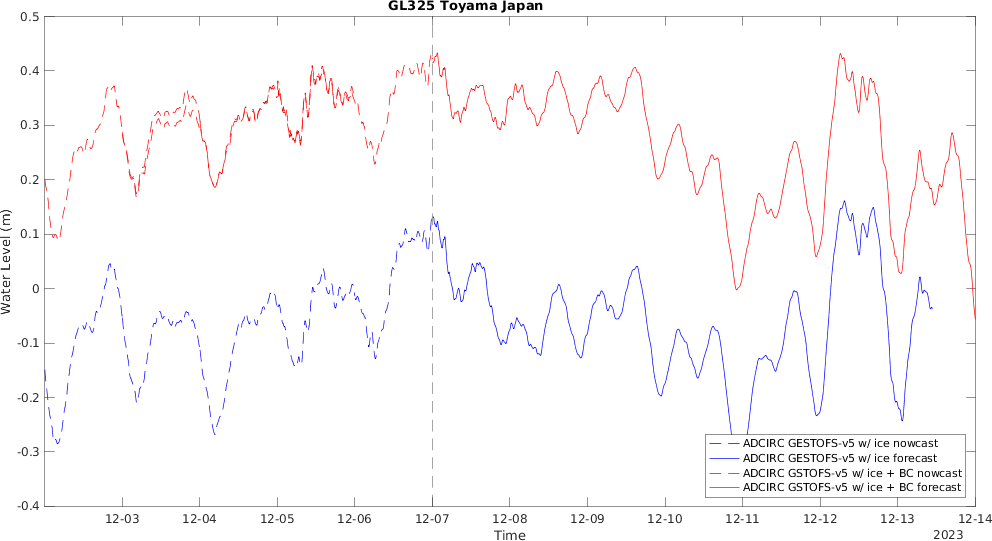 GL325 Toyama Japan
0.5
0.4
0.3
0.2
0.1
0
-0.1
-0.2
-0.3
-0.4
Water Level (m)
ADCIRC GESTOFS-v5 w/ ice nowcast
ADCIRC GESTOFS-v5 w/ ice forecast
ADCIRC GSTOFS-v5 w/ ice + BC nowcast
ADCIRC GSTOFS-v5 w/ ice + BC forecast
12-03 12-04 12-05 12-06 12-07 12-08 12-09 12-10 12-11 12-12 12-13 12-14
Time
2023